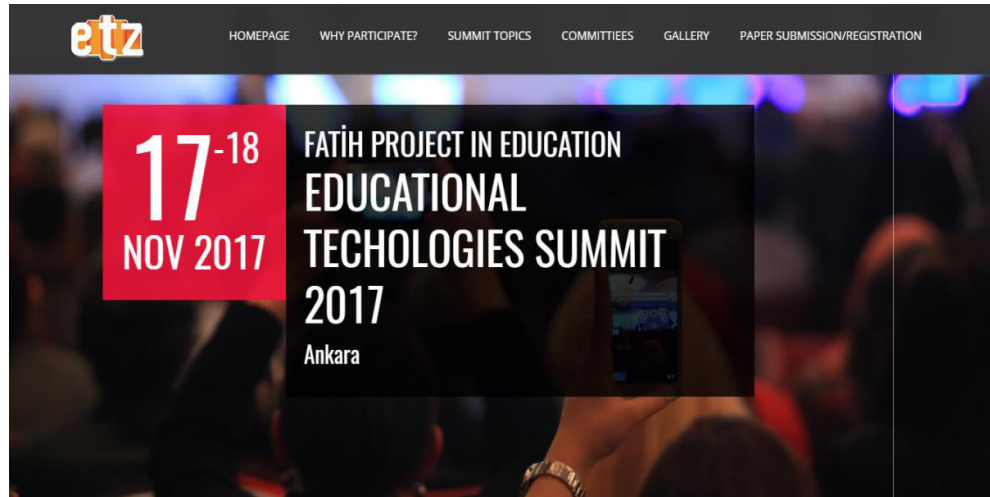 etz
HOMEPAGE WHY PARTICIPATE? SUMMIT TOPICS COMMITTIEES GALLERY PAPER SUBMISSION/REGISTRATION
17-18
NOV 2017
FATİH PROJECT IN EDUCATION
EDUCATIONAL
TECHOLOGIES SUMMIT
2017
Ankara